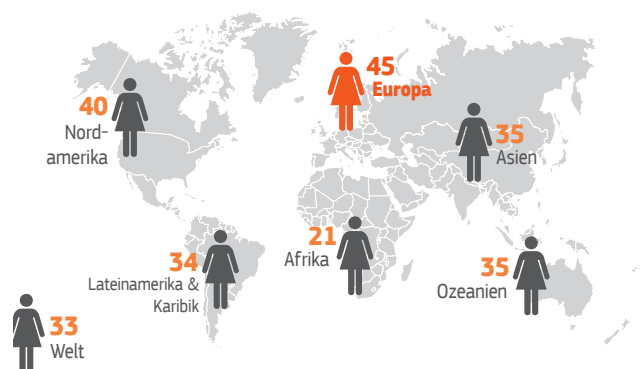 45
Europa
40
Nord-
amerika
35
Asien
34
Lateinamerika &
Karibik
21
Afrika
35
Ozeanien
33
Welt